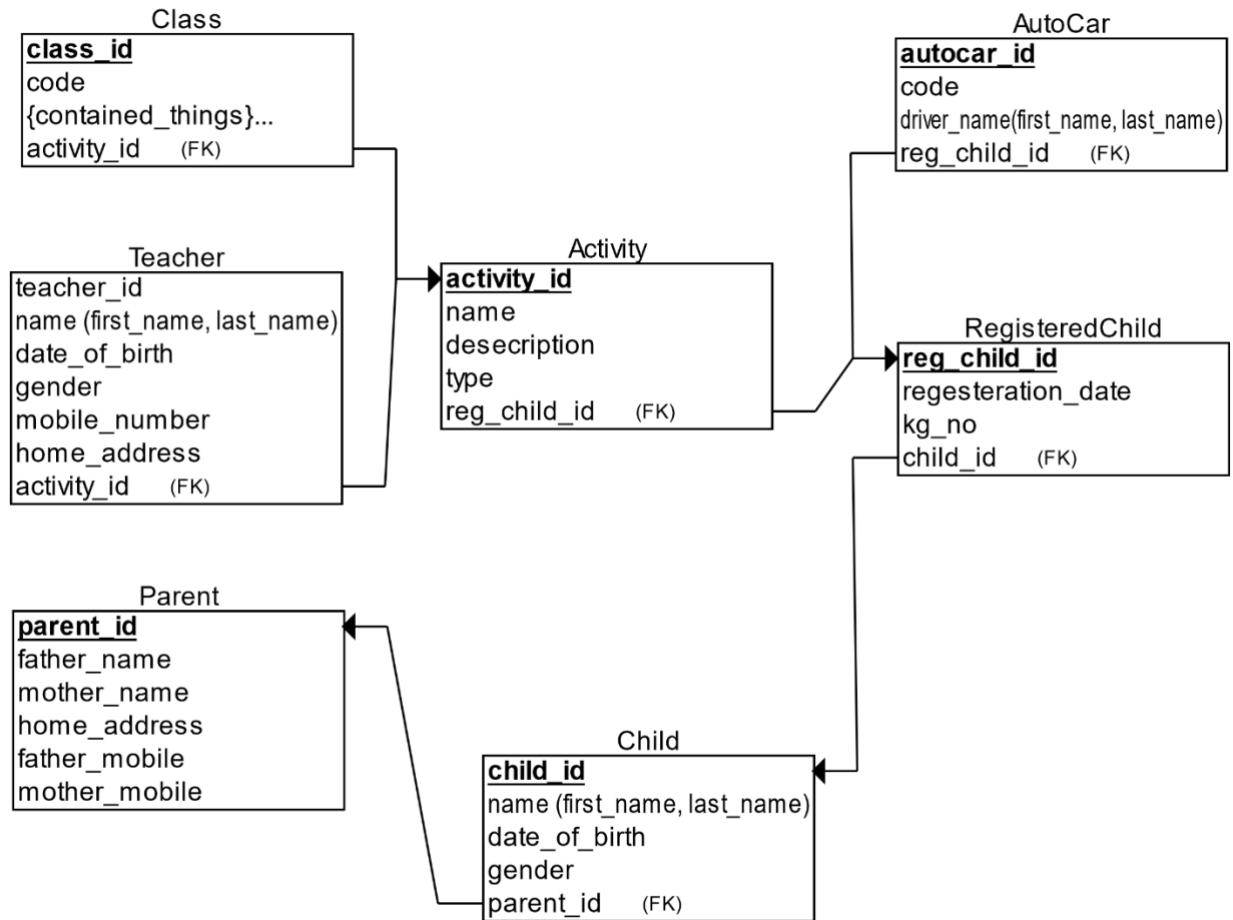 Class
class_id
code
{contained_things}...
activity_id (FK)
AutoCar
autocar_id
code
driver_name(first_name, last_name)
reg_child_id (FK)
Teacher
teacher_id
name (first_name, last_name)
date_of_birth
gender
mobile_number
home_address
activity_id (FK)
Activity
activity_id
name
desecription
type
reg_child_id (FK)
RegisteredChild
reg_child_id
regesteration_date
kg_no
child_id (FK)
Parent
parent_id
father_name
mother_name
home_address
father_mobile
mother_mobile
Child
child_id
name (first_name, last_name)
date_of_birth
gender
parent_id (FK)